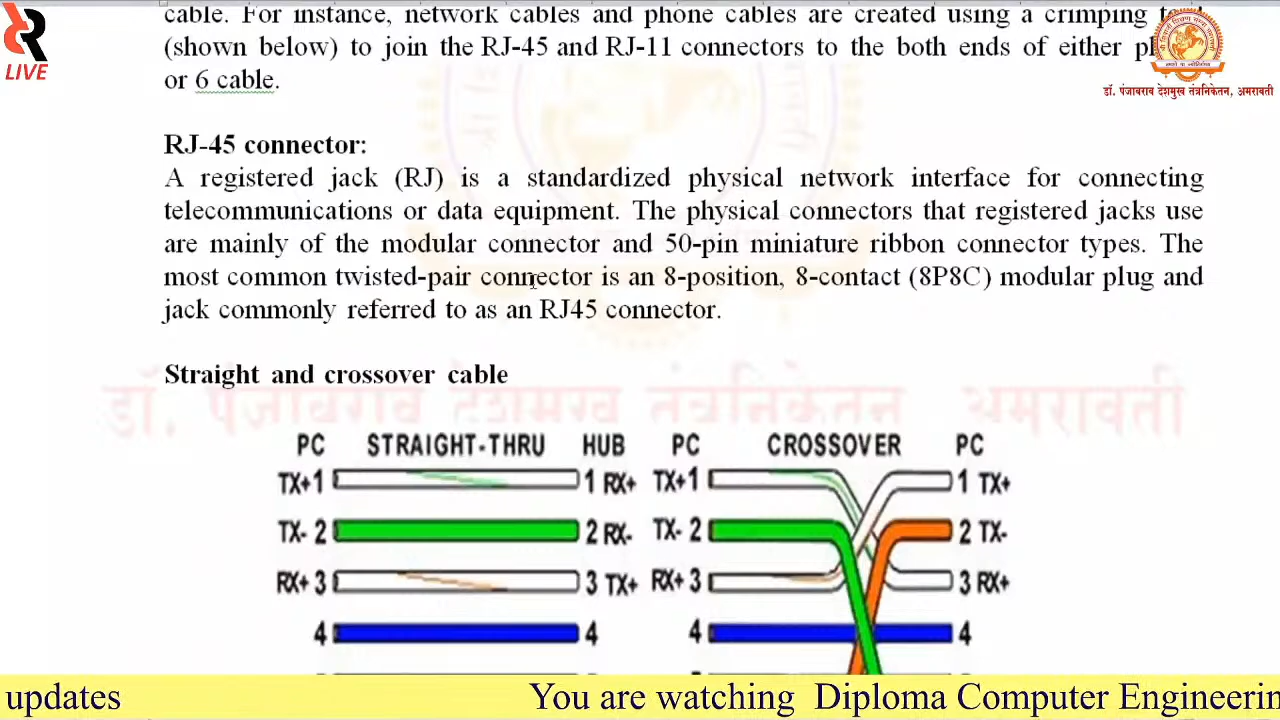 cable. For instance, network cables and phone cables are created using a crimping
(shown below) to join the RJ-45 and RJ-11 connectors to the both ends of either
or 6 cable.
LIVE
डॉ. पंजाबराव देशमुख तंत्रनिकेतन, अमरावती
RJ-45 connector:
A registered jack (RJ) is a standardized physical network interface for connecting
telecommunications or data equipment. The physical connectors that registered jacks use
are mainly of the modular connector and 50-pin miniature ribbon connector types. The
most common twisted-pair connector is an 8-position, 8-contact (8P8C) modular plug and
jack commonly referred to as an RJ45 connector.
Straight and crossover cable
डॉ. पंजाबराव देशमुख तंत्रनिकेतन, अमरावती
PC STRAIGHT-THRU HUB PC CROSSOVER PC
TX+1 1 RX+ TX+1 1 TX+
TX- 2 2 RX- TX- 2 2 TX-
RX+ 3 3 TX+ RX+ 3 3 RX+
4 4 4 4
updates You are watching Diploma Computer Engineerin